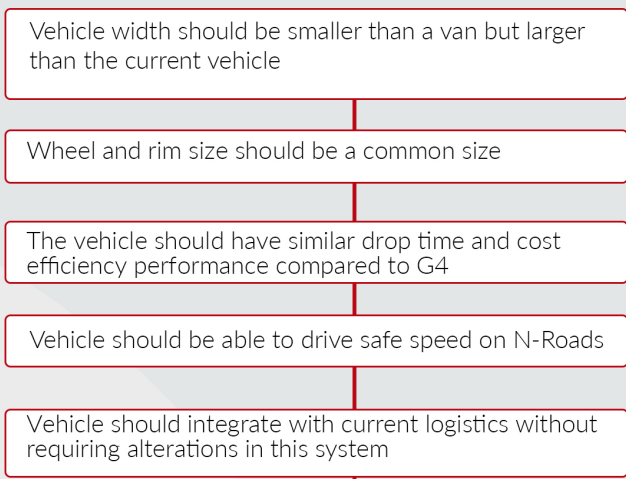 Vehicle width should be smaller than a van but larger
than the current vehicle
Wheel and rim size should be a common size
The vehicle should have similar drop time and cost
efficiency performance compared to G4
Vehicle should be able to drive safe speed on N-Roads
Vehicle should integrate with current logistics without
requiring alterations in this system